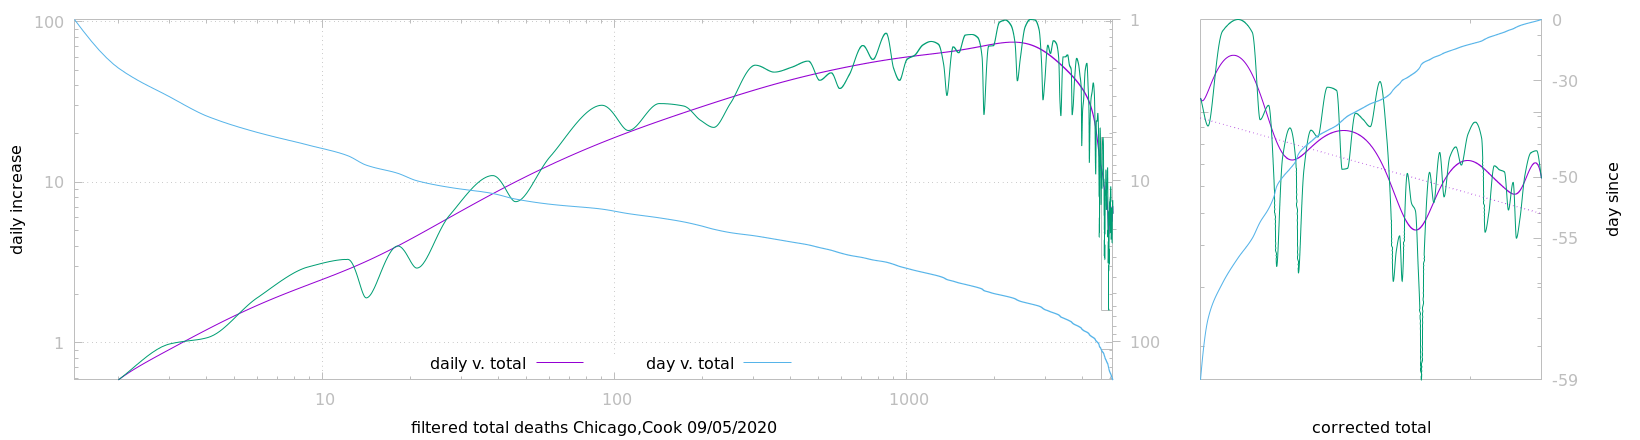 100
10
1
daily increase
10
100
1000
1
10
100
daily v. total
day v. total
filtered total deaths Chicago,Cook 09/05/2020
0
-30
-50
-55
-59
day since
corrected total